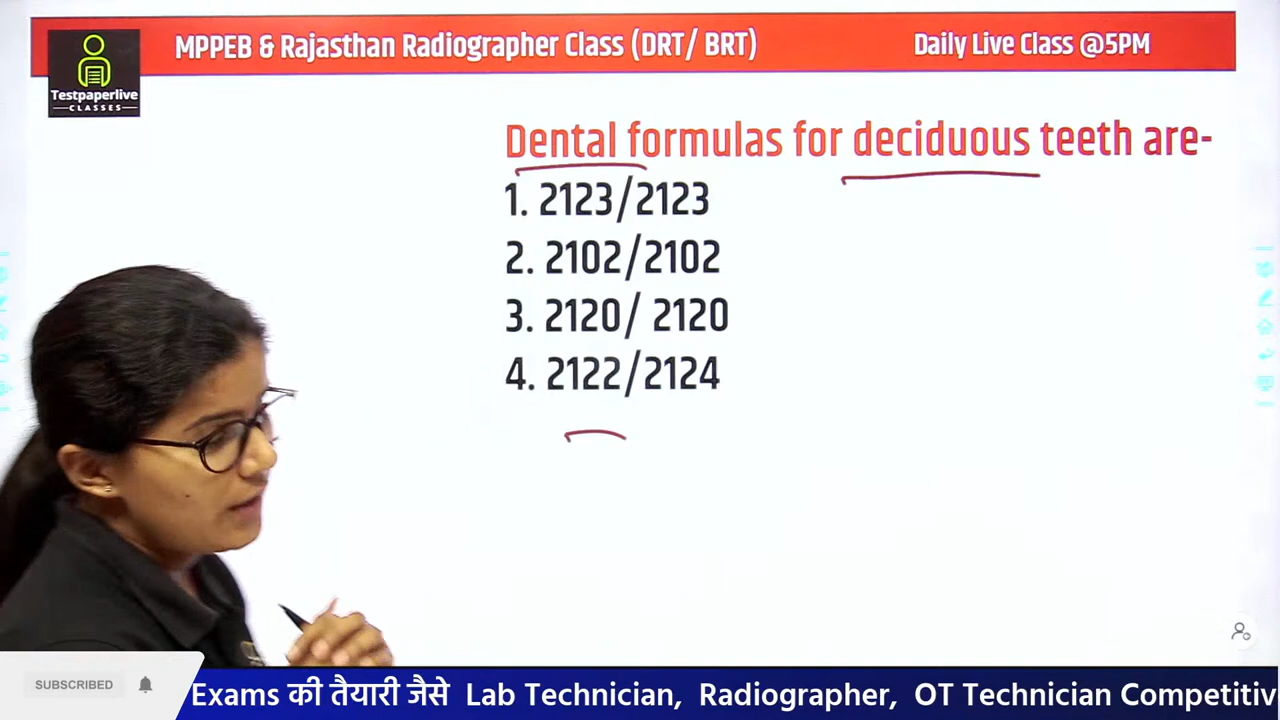 MPPEB & Rajasthan Radiographer Class (DRT/ BRT)
Daily Live Class @5PM
Testpaperlive
CLASSES
Dental formulas for deciduous teeth are-
1. 2123/2123
2. 2102/2102
3. 2120/ 2120
4. 2122/2124
SUBSCRIBED
Exams की तैयारी जैसे Lab Technician, Radiographer, OT Technician Competitiv